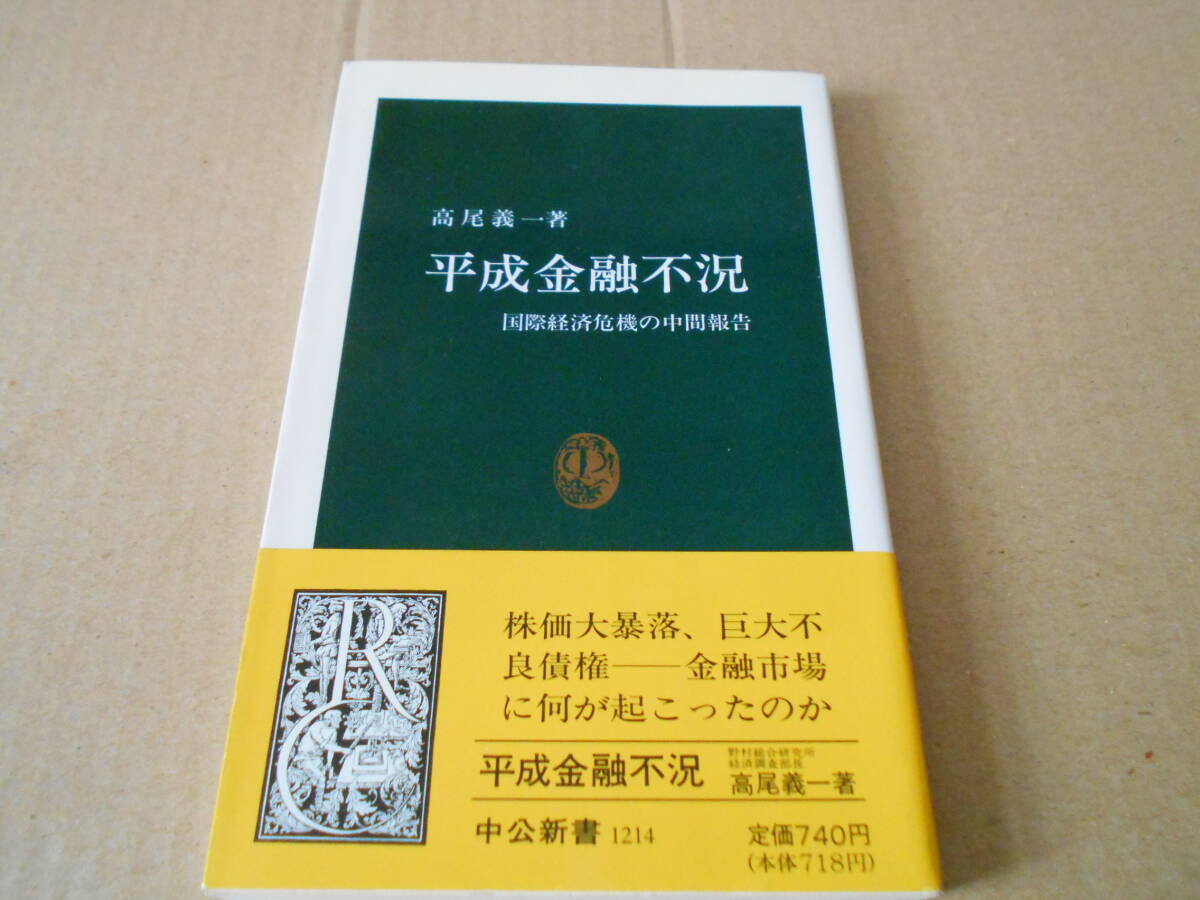 高尾義一著
平成金融不況
国際経済危機の中間報告
株価大暴落、巨大不
良債権――金融市場
に何が起こったのか
平成金融不況
野村総合研究所
経済調査部長
高尾義一著
中公新書 1214
定価740円
(本体718円)